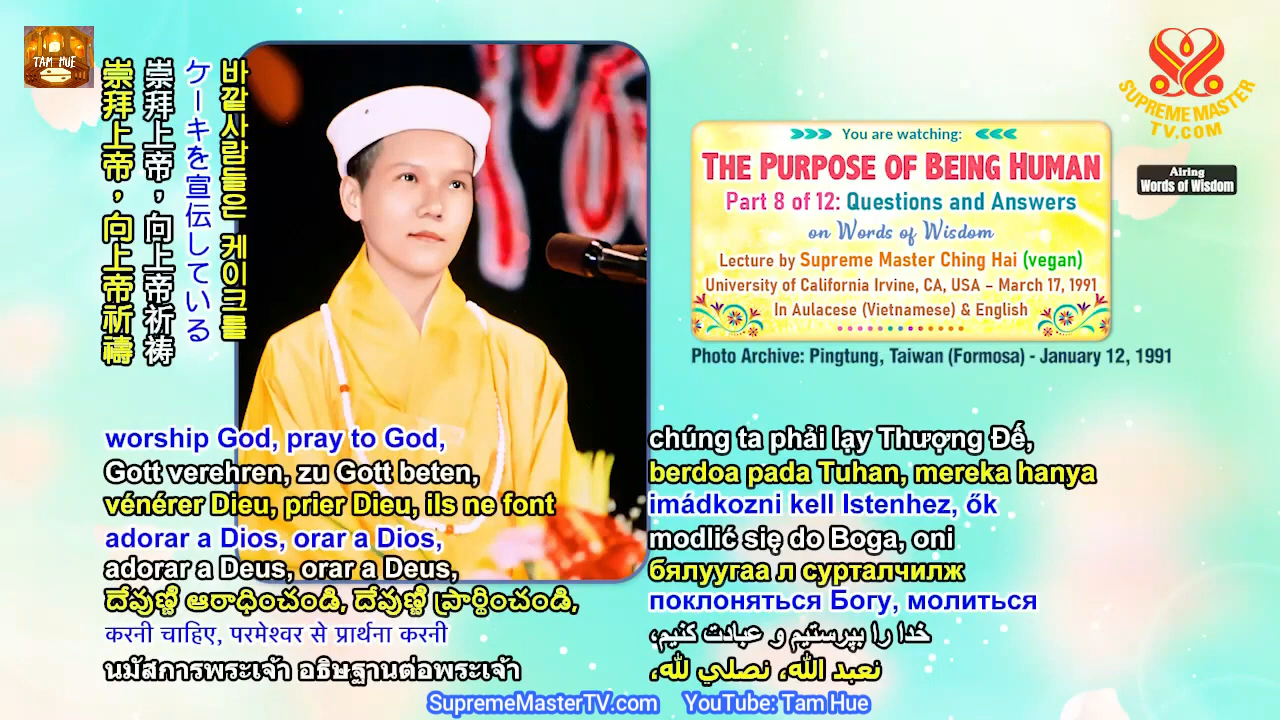 TAM HUE
崇拜上帝，向上帝祈禱
崇拜上帝，向上帝祈祷
ケーキを宣伝している
바깥사람들은 케이크를
SUPREME MASTER
TV.COM
Airing
Words of Wisdom
You are watching:
THE PURPOSE OF BEING HUMAN
Part 8 of 12: Questions and Answers
on Words of Wisdom
Lecture by Supreme Master Ching Hai (vegan)
University of California Irvine, CA, USA – March 17, 1991
In Aulacese (Vietnamese) & English
Photo Archive: Pingtung, Taiwan (Formosa) - January 12, 1991
worship God, pray to God,
Gott verehren, zu Gott beten,
vénérer Dieu, prier Dieu, ils ne font
adorar a Dios, orar a Dios,
adorar a Deus, orar a Deus,
దేవుణ్ణి ఆరాధించండి, దేవుణ్ణి ప్రార్థించండి,
करनी चाहिए, परमेश्वर से प्रार्थना करनी
นมัสการพระเจ้า อธิษฐานต่อพระเจ้า
chúng ta phải lạy Thượng Đế,
berdoa pada Tuhan, mereka hanya
imádkozni kell Istenhez, ők
modlić się do Boga, oni
бялуугаа л сурталчилж
поклоняться Богу, молиться
خدا را بپرستیم و عبادت کنیم،
نعبد الله، نصلي لله،
SupremeMasterTV.com YouTube: Tam Hue